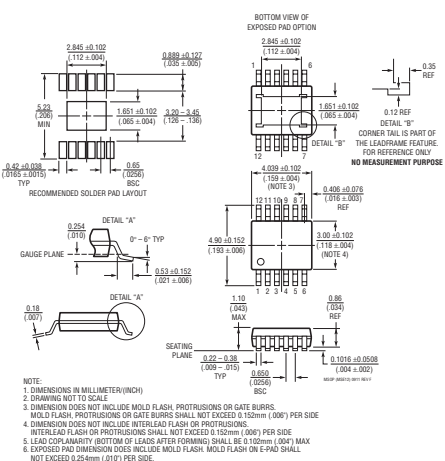 BOTTOM VIEW OF
EXPOSED PAD OPTION
2.845 ±0.102
(.112 ±.004)
0.889 ±0.127
(.035 ±.005)
5.23
(.206)
MIN
1.651 ±0.102
(.065 ±.004)
3.20 – 3.45
(.126 – .136)
0.42 ±0.038
(.0165 ±.0015)
TYP
0.65
(.0256)
BSC
RECOMMENDED SOLDER PAD LAYOUT
2.845 ±0.102
(.112 ±.004)
1
6
1.651 ±0.102
(.065 ±.004)
12
7
DETAIL "B"
0.35
REF
0.12 REF
DETAIL "B"
CORNER TAIL IS PART OF
THE LEADFRAME FEATURE.
FOR REFERENCE ONLY
NO MEASUREMENT PURPOSE
4.039 ±0.102
(.159 ±.004)
(NOTE 3)
0.406 ±0.076
(.016 ±.003)
REF
12 11 10 9 8 7
4.90 ±0.152
(.193 ±.006)
3.00 ±0.102
(.118 ±.004)
(NOTE 4)
1 2 3 4 5 6
DETAIL "A"
0.254
(.010)
0° – 6° TYP
GAUGE PLANE
0.53 ±0.152
(.021 ±.006)
DETAIL "A"
0.18
(.007)
1.10
(.043)
MAX
0.86
(.034)
REF
SEATING
PLANE
0.22 – 0.38
(.009 – .015)
TYP
0.650
(.0256)
BSC
0.1016 ±0.0508
(.004 ±.002)
MSOP (MSE12) 0911 REV F
NOTE:
1. DIMENSIONS IN MILLIMETER/(INCH)
2. DRAWING NOT TO SCALE
3. DIMENSION DOES NOT INCLUDE MOLD FLASH, PROTRUSIONS OR GATE BURRS.
MOLD FLASH, PROTRUSIONS OR GATE BURRS SHALL NOT EXCEED 0.152mm (.006") PER SIDE
4. DIMENSION DOES NOT INCLUDE INTERLEAD FLASH OR PROTRUSIONS.
INTERLEAD FLASH OR PROTRUSIONS SHALL NOT EXCEED 0.152mm (.006") PER SIDE
5. LEAD COPLANARITY (BOTTOM OF LEADS AFTER FORMING) SHALL BE 0.102mm (.004") MAX
6. EXPOSED PAD DIMENSION DOES INCLUDE MOLD FLASH. MOLD FLASH ON E-PAD SHALL
NOT EXCEED 0.254mm (.010") PER SIDE.